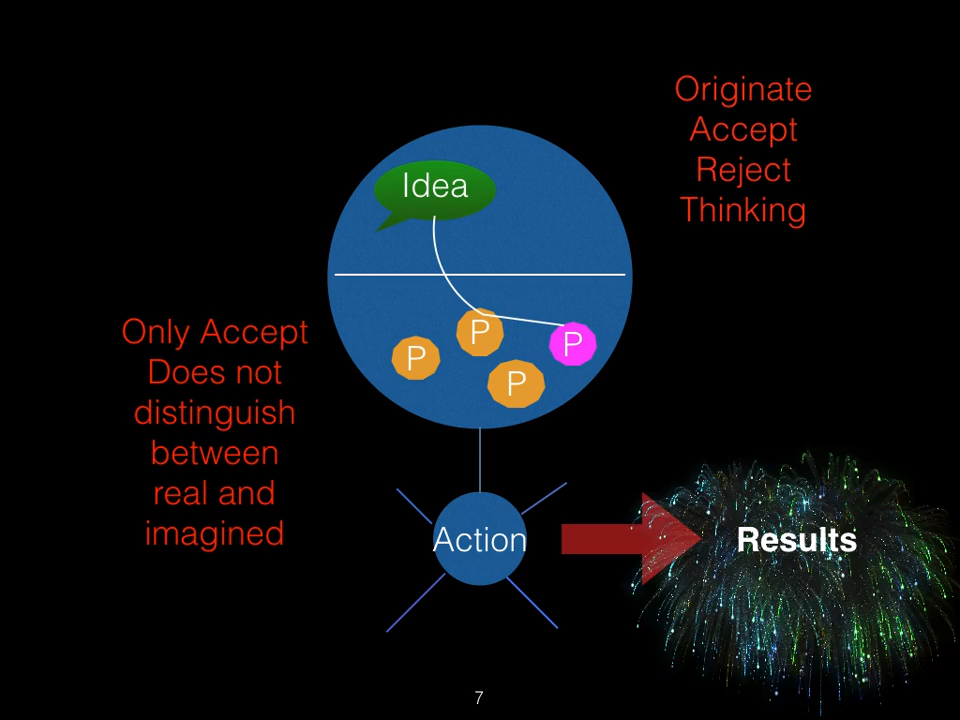 Originate
Accept
Reject
Thinking
Idea
Only Accept
Does not
distinguish
between
real and
imagined
P
P
P
P
Action
Results
7